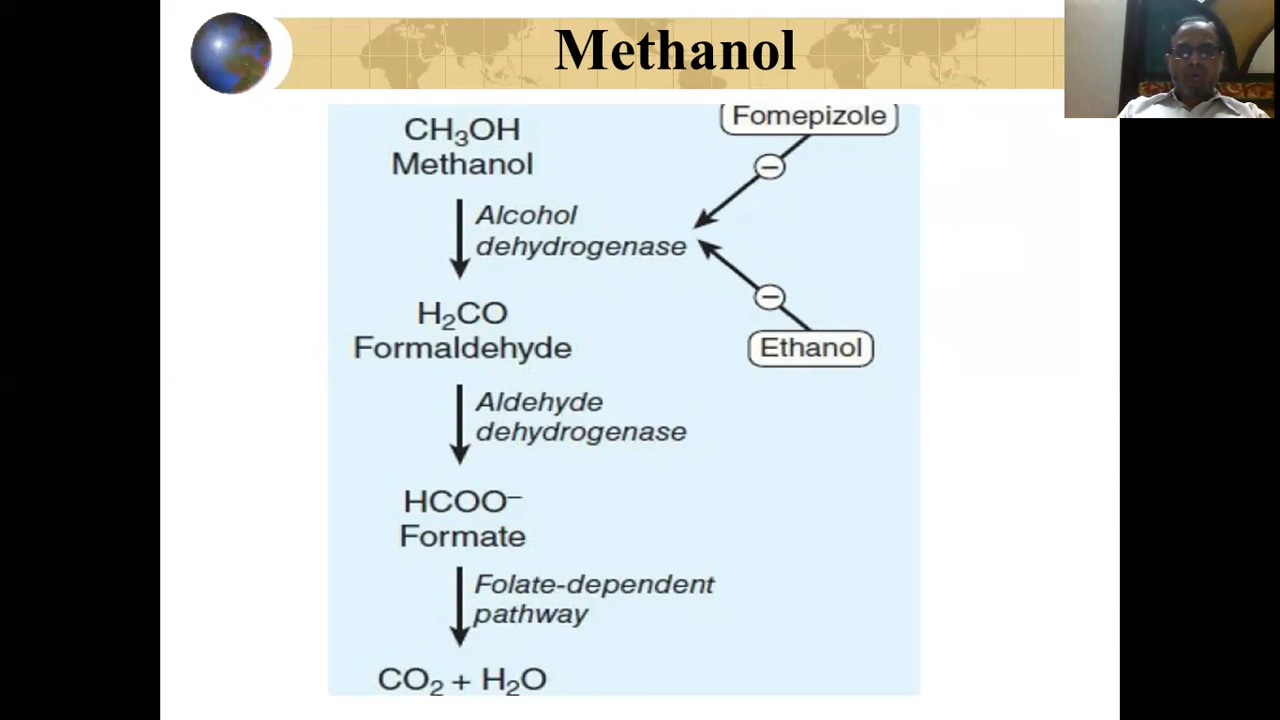 Methanol
CH₃OH
Methanol
Fomepizole
−
Alcohol
dehydrogenase
−
Ethanol
H₂CO
Formaldehyde
Aldehyde
dehydrogenase
HCOO⁻
Formate
Folate-dependent
pathway
CO₂ + H₂O